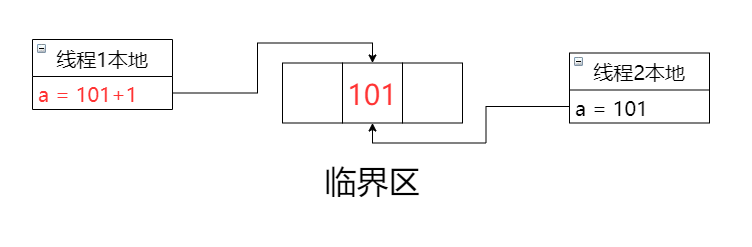 线程1本地
a = 101+1
101
线程2本地
a = 101
临界区